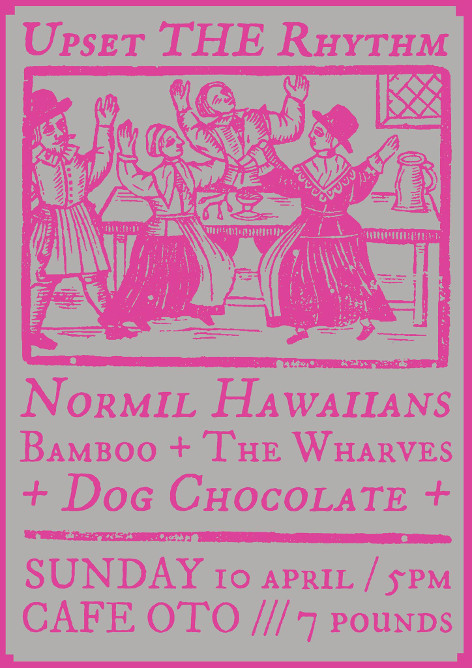 Upset THE Rhythm
Normil Hawaiians
Bamboo + The Wharves
+ Dog Chocolate +
SUNDAY 10 april / 5pm
CAFE OTO /// 7 pounds